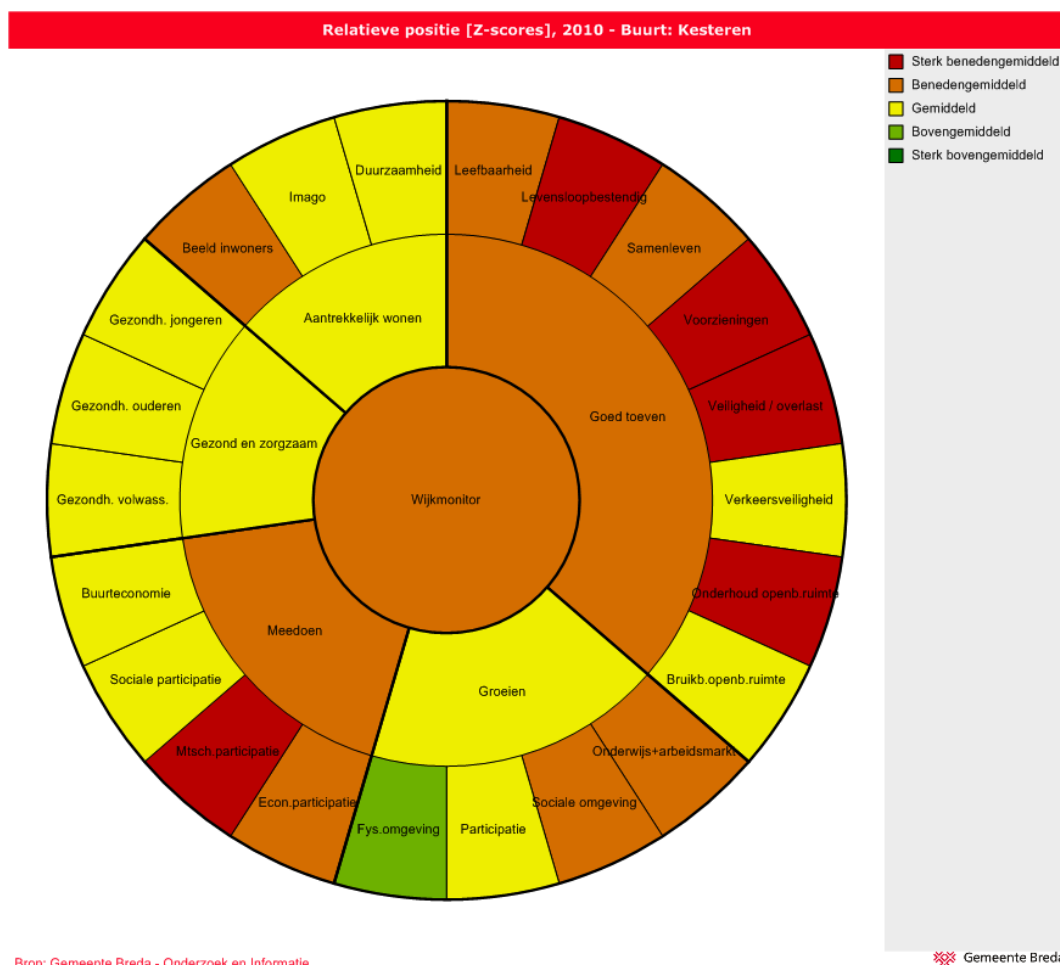 Relatieve positie [Z-scores], 2010 - Buurt: Kesteren
Sterk benedengemiddeld
Benedengemiddeld
Gemiddeld
Bovengemiddeld
Sterk bovengemiddeld
Duurzaamheid
Leefbaarheid
Imago
Levensloopbestendig
Beeld inwoners
Samenleven
Gezondh. jongeren
Aantrekkelijk wonen
Voorzieningen
Gezondh. ouderen
Veiligheid / overlast
Goed toeven
Gezond en zorgzaam
Gezondh. volwass.
Wijkmonitor
Verkeersveiligheid
Buurteconomie
Onderhoud openb.ruimte
Meedoen
Sociale participatie
Groeien
Bruikb.openb.ruimte
Mtsch.participatie
Onderwijs+arbeidsmarkt
Econ.participatie
Sociale omgeving
Fys.omgeving
Participatie
Bron: Gemeente Breda - Onderzoek en Informatie
Gemeente Breda